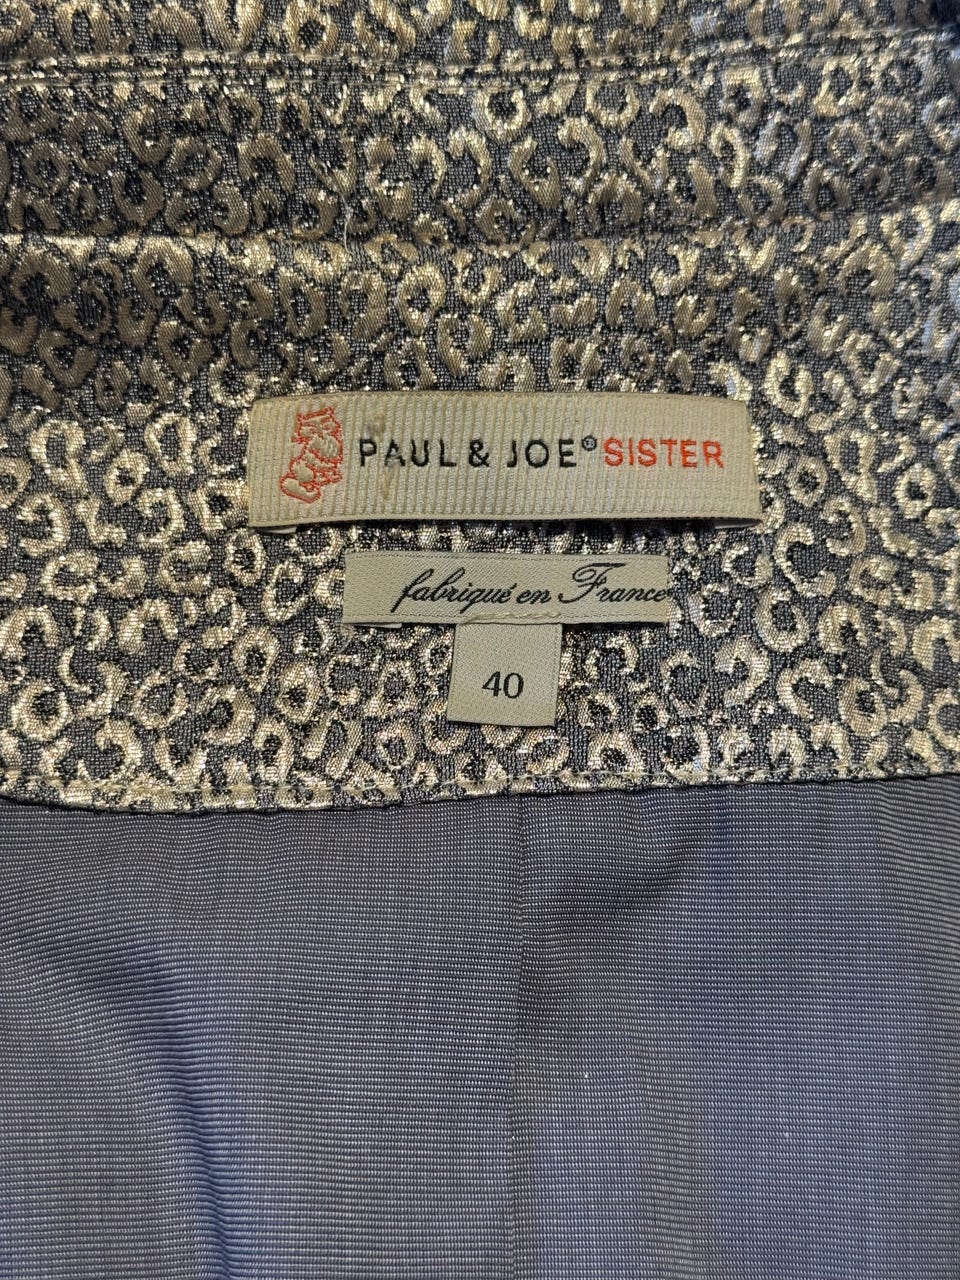 PAUL & JOE® SISTER
fabriqué en France
40